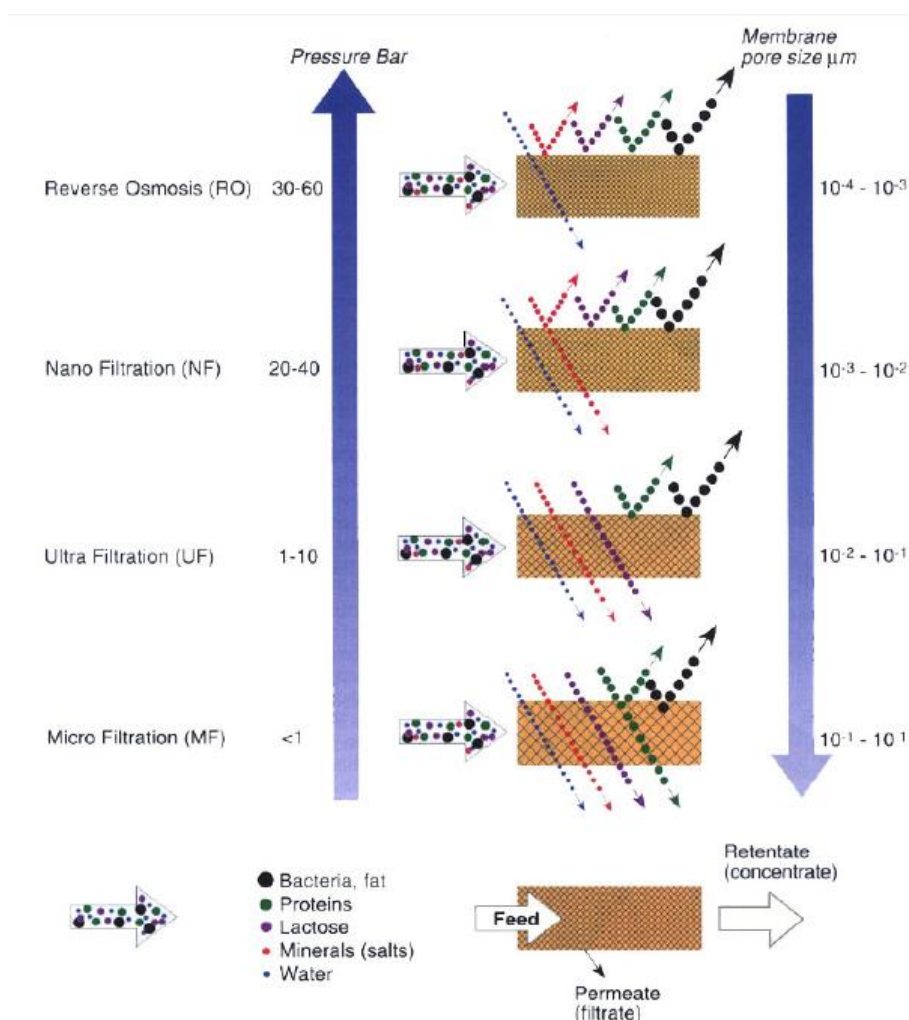 Pressure Bar
Membrane
pore size μm
Reverse Osmosis (RO) 30-60 10⁻⁴ - 10⁻³
Nano Filtration (NF) 20-40 10⁻³ - 10⁻²
Ultra Filtration (UF) 1-10 10⁻² - 10⁻¹
Micro Filtration (MF) <1 10⁻¹ - 10¹
Retentate
(concentrate)
Bacteria, fat
Proteins
Lactose
Minerals (salts)
Water
Feed
Permeate
(filtrate)